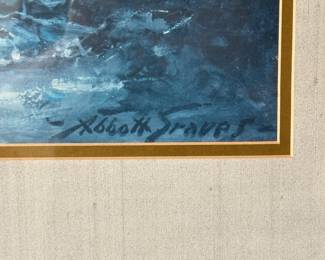 - Abbott Graves -